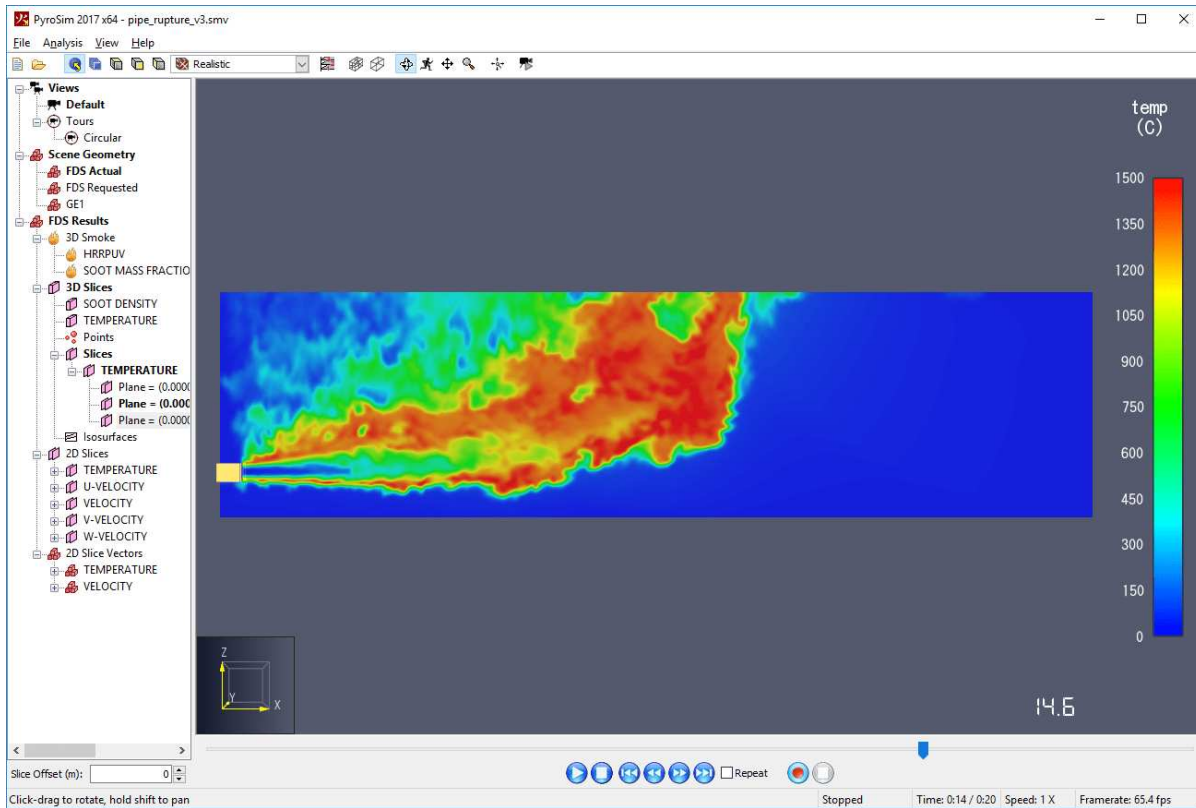 PyroSim 2017 x64 - pipe_rupture_v3.smv
File Analysis View Help
Realistic
Views
Default
Tours
Circular
Scene Geometry
FDS Actual
FDS Requested
GE1
FDS Results
3D Smoke
HRRPUV
SOOT MASS FRACTIO
3D Slices
SOOT DENSITY
TEMPERATURE
Points
Slices
TEMPERATURE
Plane = (0.0000
Plane = (0.000
Plane = (0.0000
Isosurfaces
2D Slices
TEMPERATURE
U-VELOCITY
VELOCITY
V-VELOCITY
W-VELOCITY
2D Slice Vectors
TEMPERATURE
VELOCITY
temp
(C)
1500
1350
1200
1050
900
750
600
450
300
150
0
Z
Y
X
14.6
Slice Offset (m): 0
Repeat
Click-drag to rotate, hold shift to pan
Stopped Time: 0:14 / 0:20 Speed: 1 X Framerate: 65.4 fps